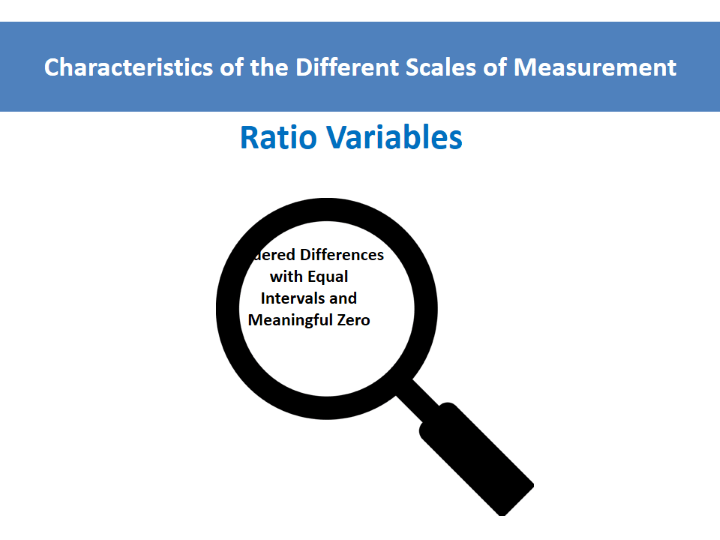 Characteristics of the Different Scales of Measurement
Ratio Variables
dered Differences
with Equal
Intervals and
Meaningful Zero